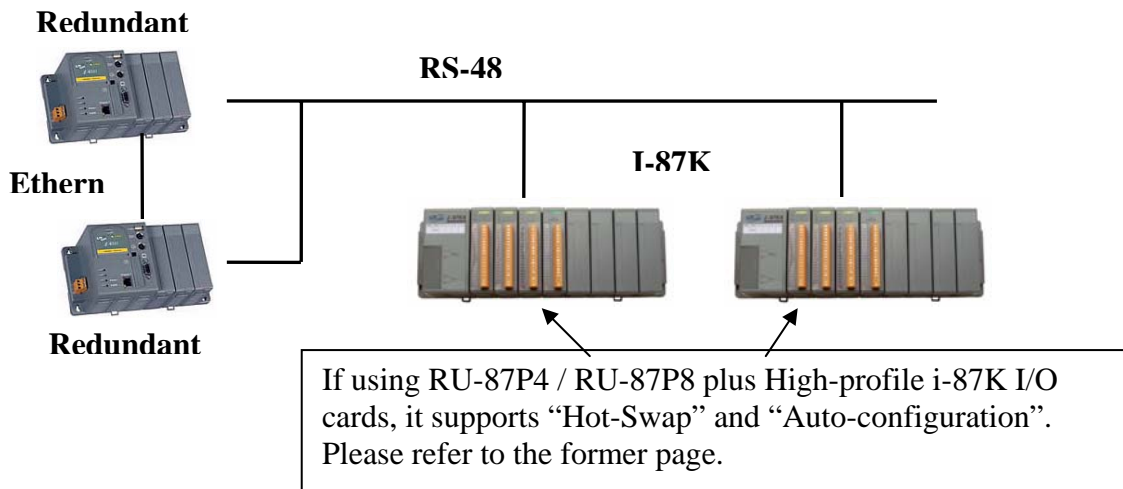 Redundant
RS-48
I-87K
Ethern
Redundant
If using RU-87P4 / RU-87P8 plus High-profile i-87K I/O
cards, it supports “Hot-Swap” and “Auto-configuration”.
Please refer to the former page.